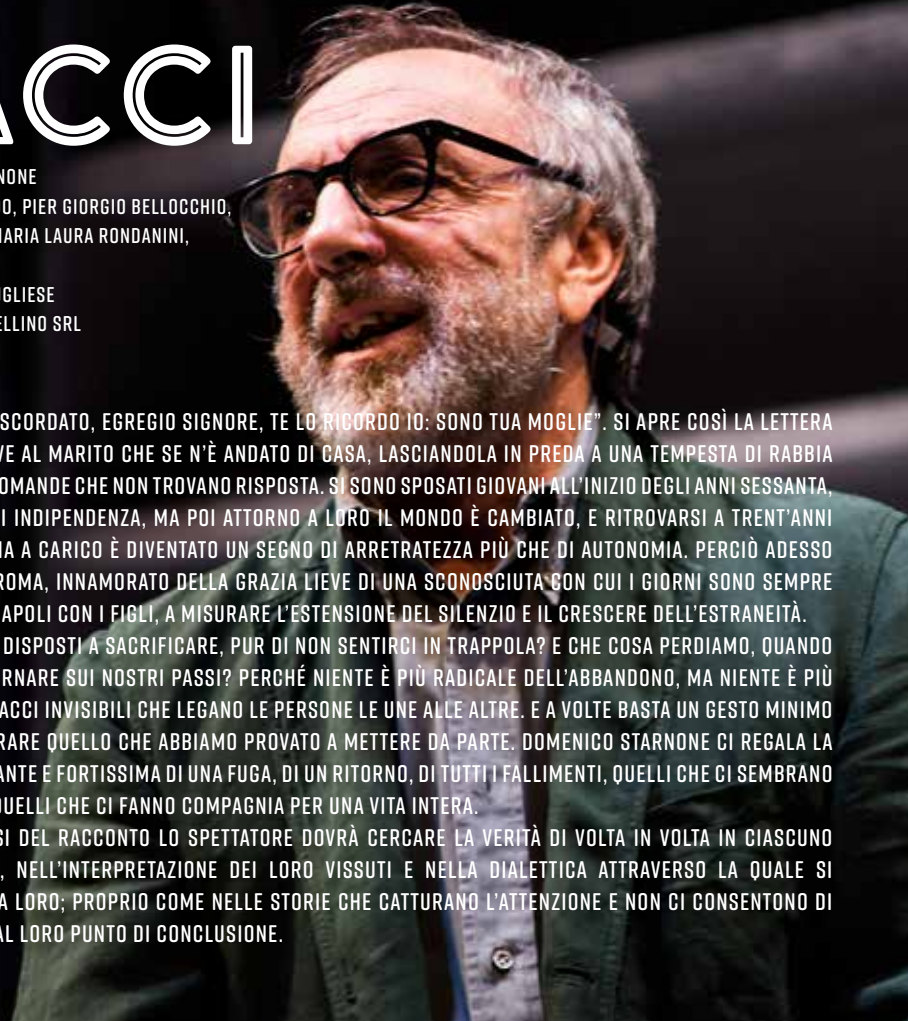 ACCI
NONE
O, PIER GIORGIO BELLOCCHIO,
MARIA LAURA RONDANINI,
GLIESE
ELLINO SRL
SCORDATO, EGREGIO SIGNORE, TE LO RICORDO IO: SONO TUA MOGLIE”. SI APRE COSÌ LA LETTERA
VE AL MARITO CHE SE N’È ANDATO DI CASA, LASCIANDOLA IN PREDA A UNA TEMPESTA DI RABBIA
OMANDE CHE NON TROVANO RISPOSTA. SI SONO SPOSATI GIOVANI ALL’INIZIO DEGLI ANNI SESSANTA,
I INDIPENDENZA, MA POI ATTORNO A LORO IL MONDO È CAMBIATO, E RITROVARSI A TRENT’ANNI
IA A CARICO È DIVENTATO UN SEGNO DI ARRETRATEZZA PIÙ CHE DI AUTONOMIA. PERCIÒ ADESSO
ROMA, INNAMORATO DELLA GRAZIA LIEVE DI UNA SCONOSCIUTA CON CUI I GIORNI SONO SEMPRE
APOLI CON I FIGLI, A MISURARE L’ESTENSIONE DEL SILENZIO E IL CRESCERE DELL’ESTRANEITÀ.
DISPOSTI A SACRIFICARE, PUR DI NON SENTIRCI IN TRAPPOLA? E CHE COSA PERDIAMO, QUANDO
RNARE SUI NOSTRI PASSI? PERCHÉ NIENTE È PIÙ RADICALE DELL’ABBANDONO, MA NIENTE È PIÙ
ACCI INVISIBILI CHE LEGANO LE PERSONE LE UNE ALLE ALTRE. E A VOLTE BASTA UN GESTO MINIMO
RARE QUELLO CHE ABBIAMO PROVATO A METTERE DA PARTE. DOMENICO STARNONE CI REGALA LA
ANTE E FORTISSIMA DI UNA FUGA, DI UN RITORNO, DI TUTTI I FALLIMENTI, QUELLI CHE CI SEMBRANO
QUELLI CHE CI FANNO COMPAGNIA PER UNA VITA INTERA.
SI DEL RACCONTO LO SPETTATORE DOVRÀ CERCARE LA VERITÀ DI VOLTA IN VOLTA IN CIASCUNO
, NELL’INTERPRETAZIONE DEI LORO VISSUTI E NELLA DIALETTICA ATTRAVERSO LA QUALE SI
A LORO; PROPRIO COME NELLE STORIE CHE CATTURANO L’ATTENZIONE E NON CI CONSENTONO DI
AL LORO PUNTO DI CONCLUSIONE.